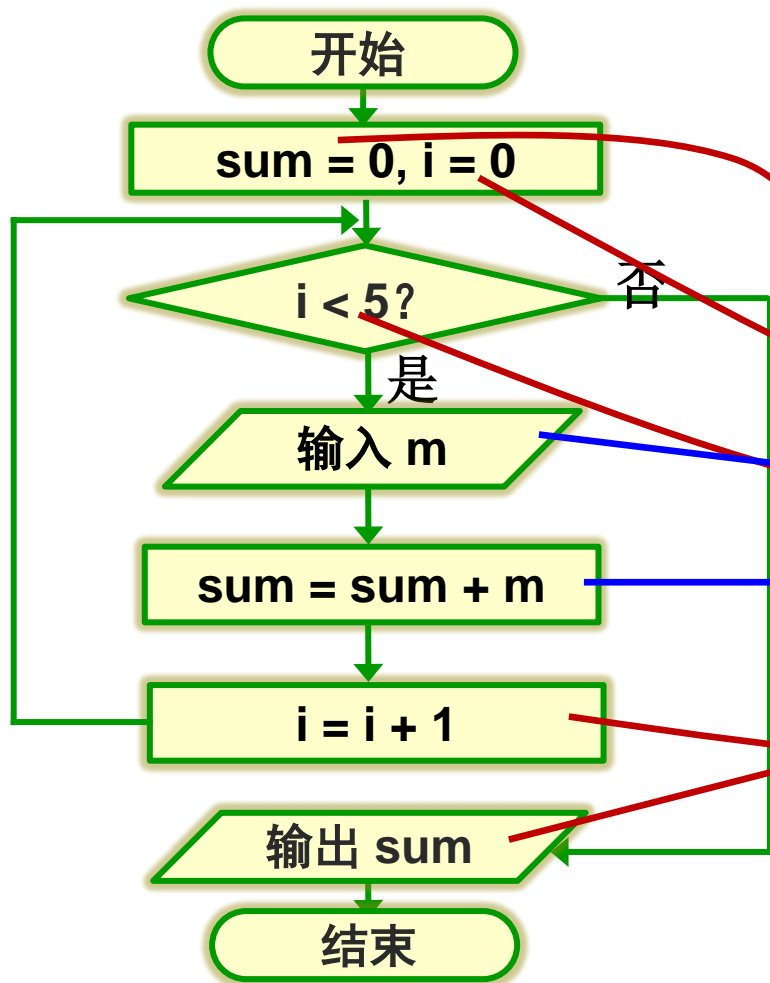 开始
sum = 0, i = 0
i < 5?
否
是
输入 m
sum = sum + m
i = i + 1
输出 sum
结束